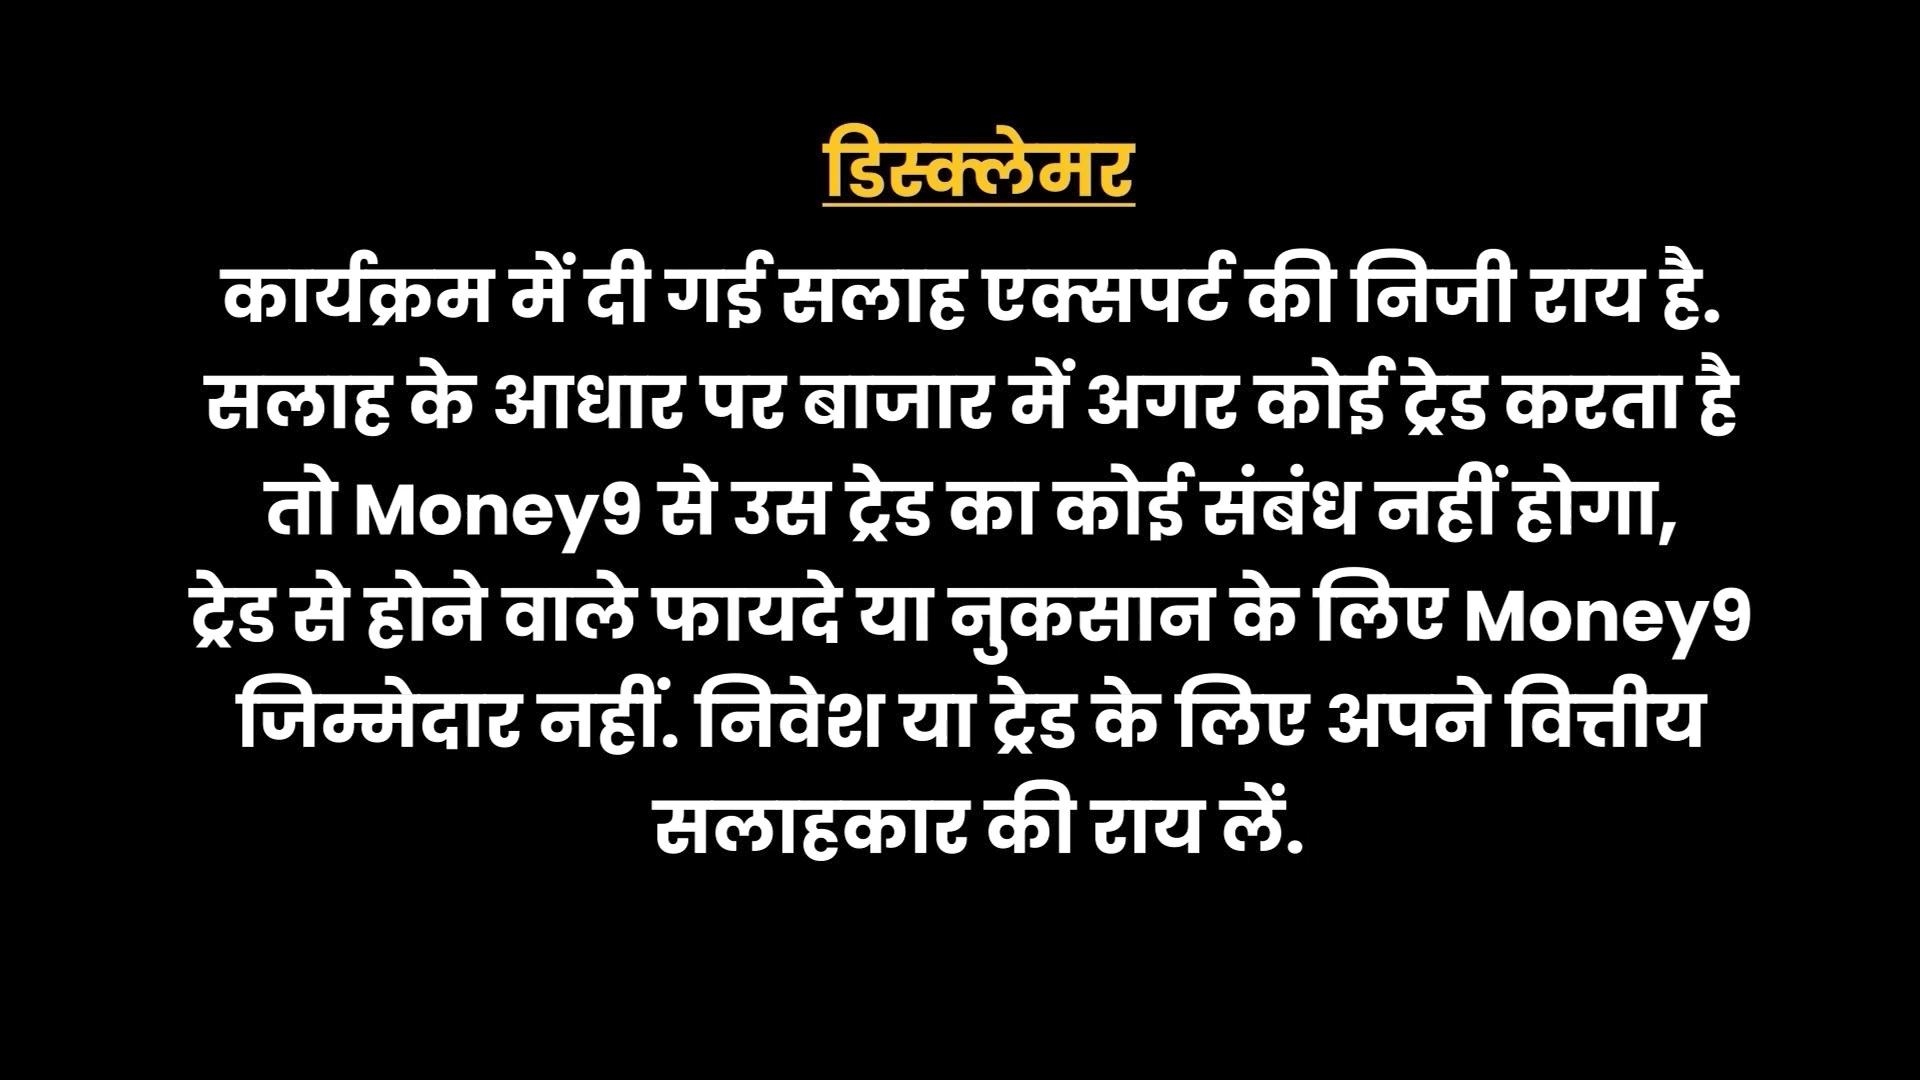 डिस्क्लेमर
कार्यक्रम में दी गई सलाह एक्सपर्ट की निजी राय है.
सलाह के आधार पर बाजार में अगर कोई ट्रेड करता है
तो Money9 से उस ट्रेड का कोई संबंध नहीं होगा,
ट्रेड से होने वाले फायदे या नुकसान के लिए Money9
जिम्मेदार नहीं. निवेश या ट्रेड के लिए अपने वित्तीय
सलाहकार की राय लें.